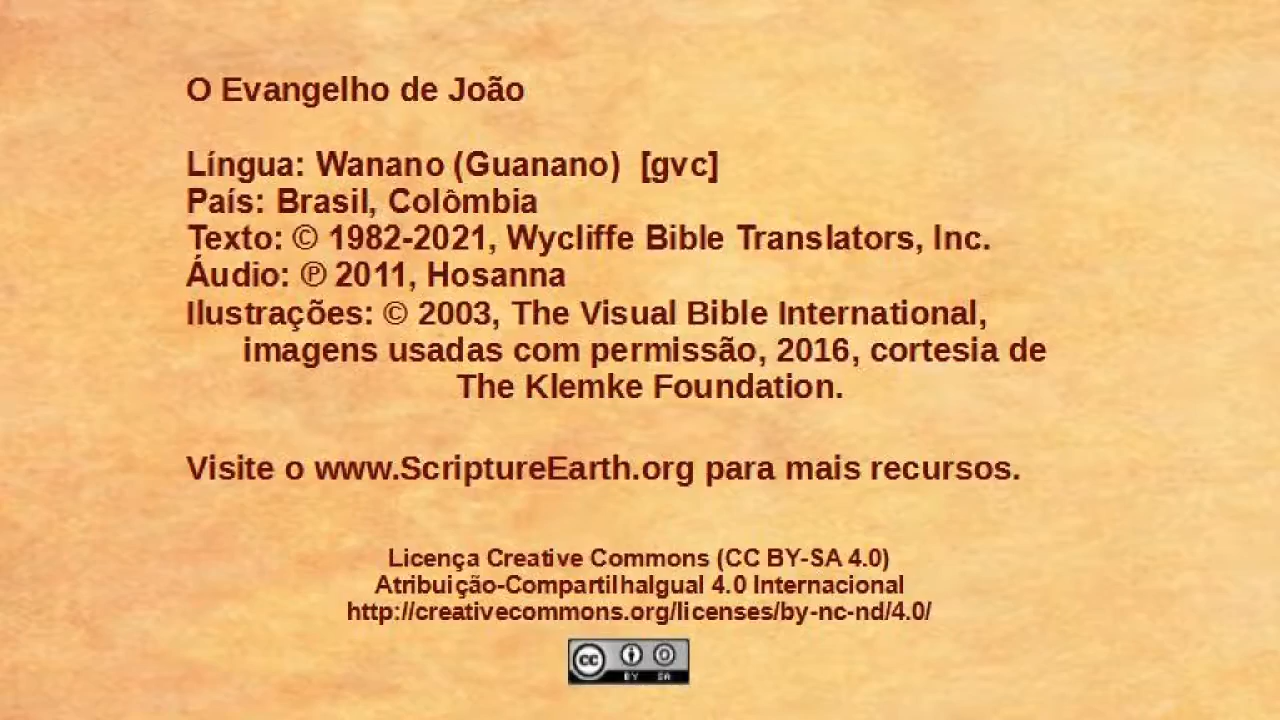 O Evangelho de João
Língua: Wanano (Guanano) [gvc]
País: Brasil, Colômbia
Texto: © 1982-2021, Wycliffe Bible Translators, Inc.
Áudio: ℗ 2011, Hosanna
Ilustrações: © 2003, The Visual Bible International,
imagens usadas com permissão, 2016, cortesia de
The Klemke Foundation.
Visite o www.ScriptureEarth.org para mais recursos.
Licença Creative Commons (CC BY-SA 4.0)
Atribuição-CompartilhaIgual 4.0 Internacional
http://creativecommons.org/licenses/by-nc-nd/4.0/
cc BY SA